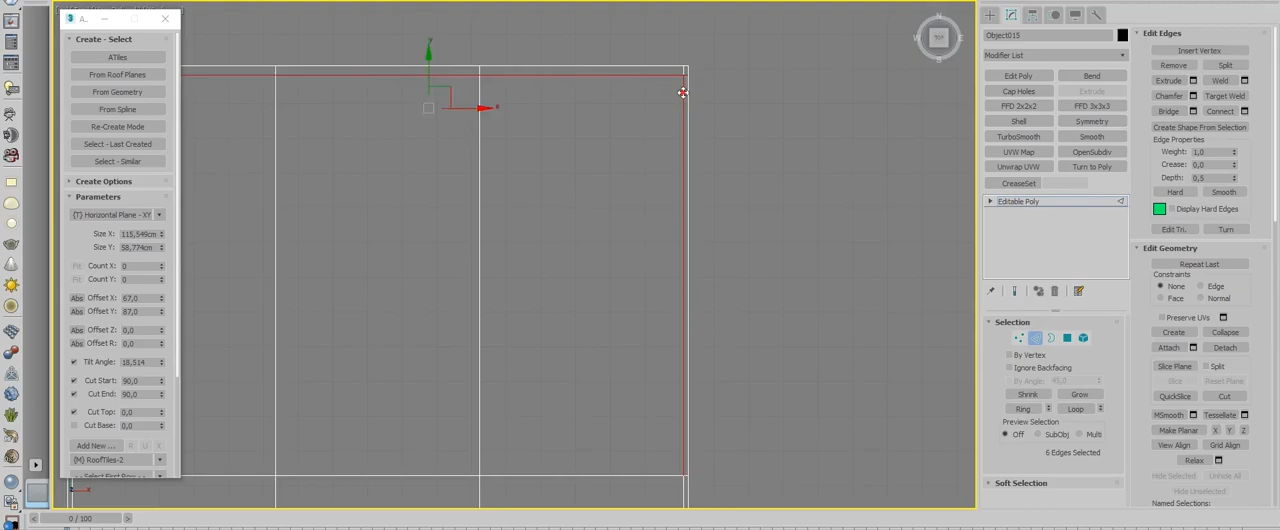 3 A...
Create - Select
ATiles
From Roof Planes
From Geometry
From Spline
Re-Create Mode
Select - Last Created
Select - Similar
Create Options
Parameters
{T} Horizontal Plane - XY
Size X: 115,549cm
Size Y: 58,774cm
Fit Count X: 0
Fit Count Y: 0
Abs Offset X: 67,0
Abs Offset Y: 87,0
Abs Offset Z: 0,0
Abs Offset R: 0,0
Tilt Angle: 18,514
Cut Start: 90,0
Cut End: 90,0
Cut Top: 0,0
Cut Base: 0,0
Add New ... R U X
{M} RoofTiles-2
y
x
N
W TOP E
S
z x
0 / 100
Object015
Modifier List
Edit Poly Bend
Cap Holes Extrude
FFD 2x2x2 FFD 3x3x3
Shell Symmetry
TurboSmooth Smooth
UVW Map OpenSubdiv
Unwrap UVW Turn to Poly
CreaseSet
Editable Poly
Selection
By Vertex
Ignore Backfacing
By Angle: 45,0
Shrink Grow
Ring Loop
Preview Selection
Off SubObj Multi
6 Edges Selected
Soft Selection
Edit Edges
Insert Vertex
Remove Split
Extrude Weld
Chamfer Target Weld
Bridge Connect
Create Shape From Selection
Edge Properties
Weight: 1,0
Crease: 0,0
Depth: 0,5
Hard Smooth
Display Hard Edges
Edit Tri. Turn
Edit Geometry
Repeat Last
Constraints
None Edge
Face Normal
Preserve UVs
Create Collapse
Attach Detach
Slice Plane Split
Slice Reset Plane
QuickSlice Cut
MSmooth Tessellate
Make Planar X Y Z
View Align Grid Align
Relax
Hide Selected Unhide All
Hide Unselected
Named Selections: